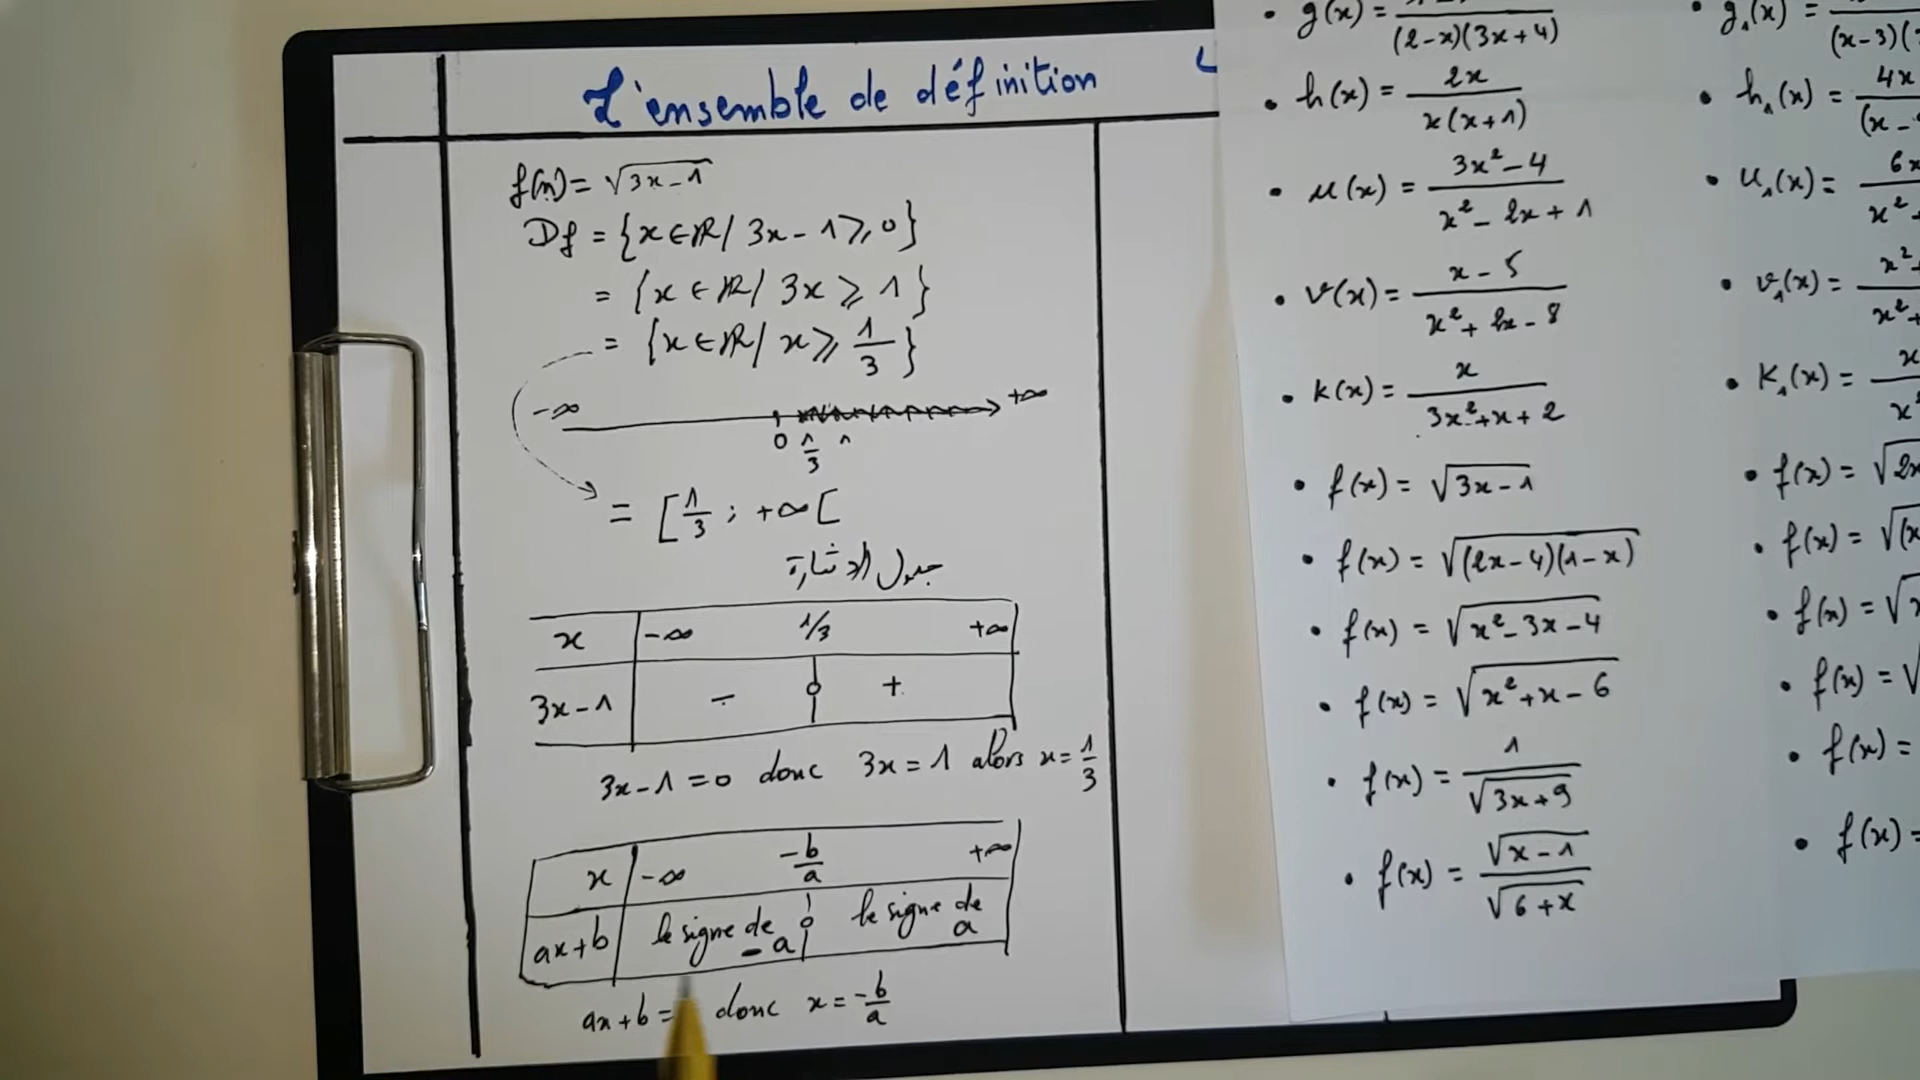 L'ensemble de définition
f(x) = √3x-1
Df = {x ∈ ℝ / 3x - 1 ≥ 0}
= {x ∈ ℝ / 3x ≥ 1}
= {x ∈ ℝ / x ≥ 1/3}
-∞ 0 1/3 1 +∞
= [1/3 ; +∞[
جدول الإشارة
x -∞ 1/3 +∞
3x-1 - 0 +
3x-1=0 donc 3x=1 alors x=1/3
x -∞ -b/a +∞
ax+b le signe de -a 0 le signe de a
ax+b= donc x=-b/a
• g(x) = /(2-x)(3x+4)
• h(x) = 2x/x(x+1)
• u(x) = 3x²-4/x²-2x+1
• v(x) = x-5/x²+2x-8
• k(x) = x/3x²+x+2
• f(x) = √3x-1
• f(x) = √(2x-4)(1-x)
• f(x) = √x²-3x-4
• f(x) = √x²+x-6
• f(x) = 1/√3x+9
• f(x) = √x-1/√6+x
• g₁(x) = /(x-3)(
• h₁(x) = 4x/(x-
• u₁(x) = 6x/x²+
• v₁(x) = x²/x²+
• K₁(x) = x/x²
• f(x) = √2x
• f(x) = √(x
• f(x) = √x
• f(x) = √
• f(x) =
• f(x) =